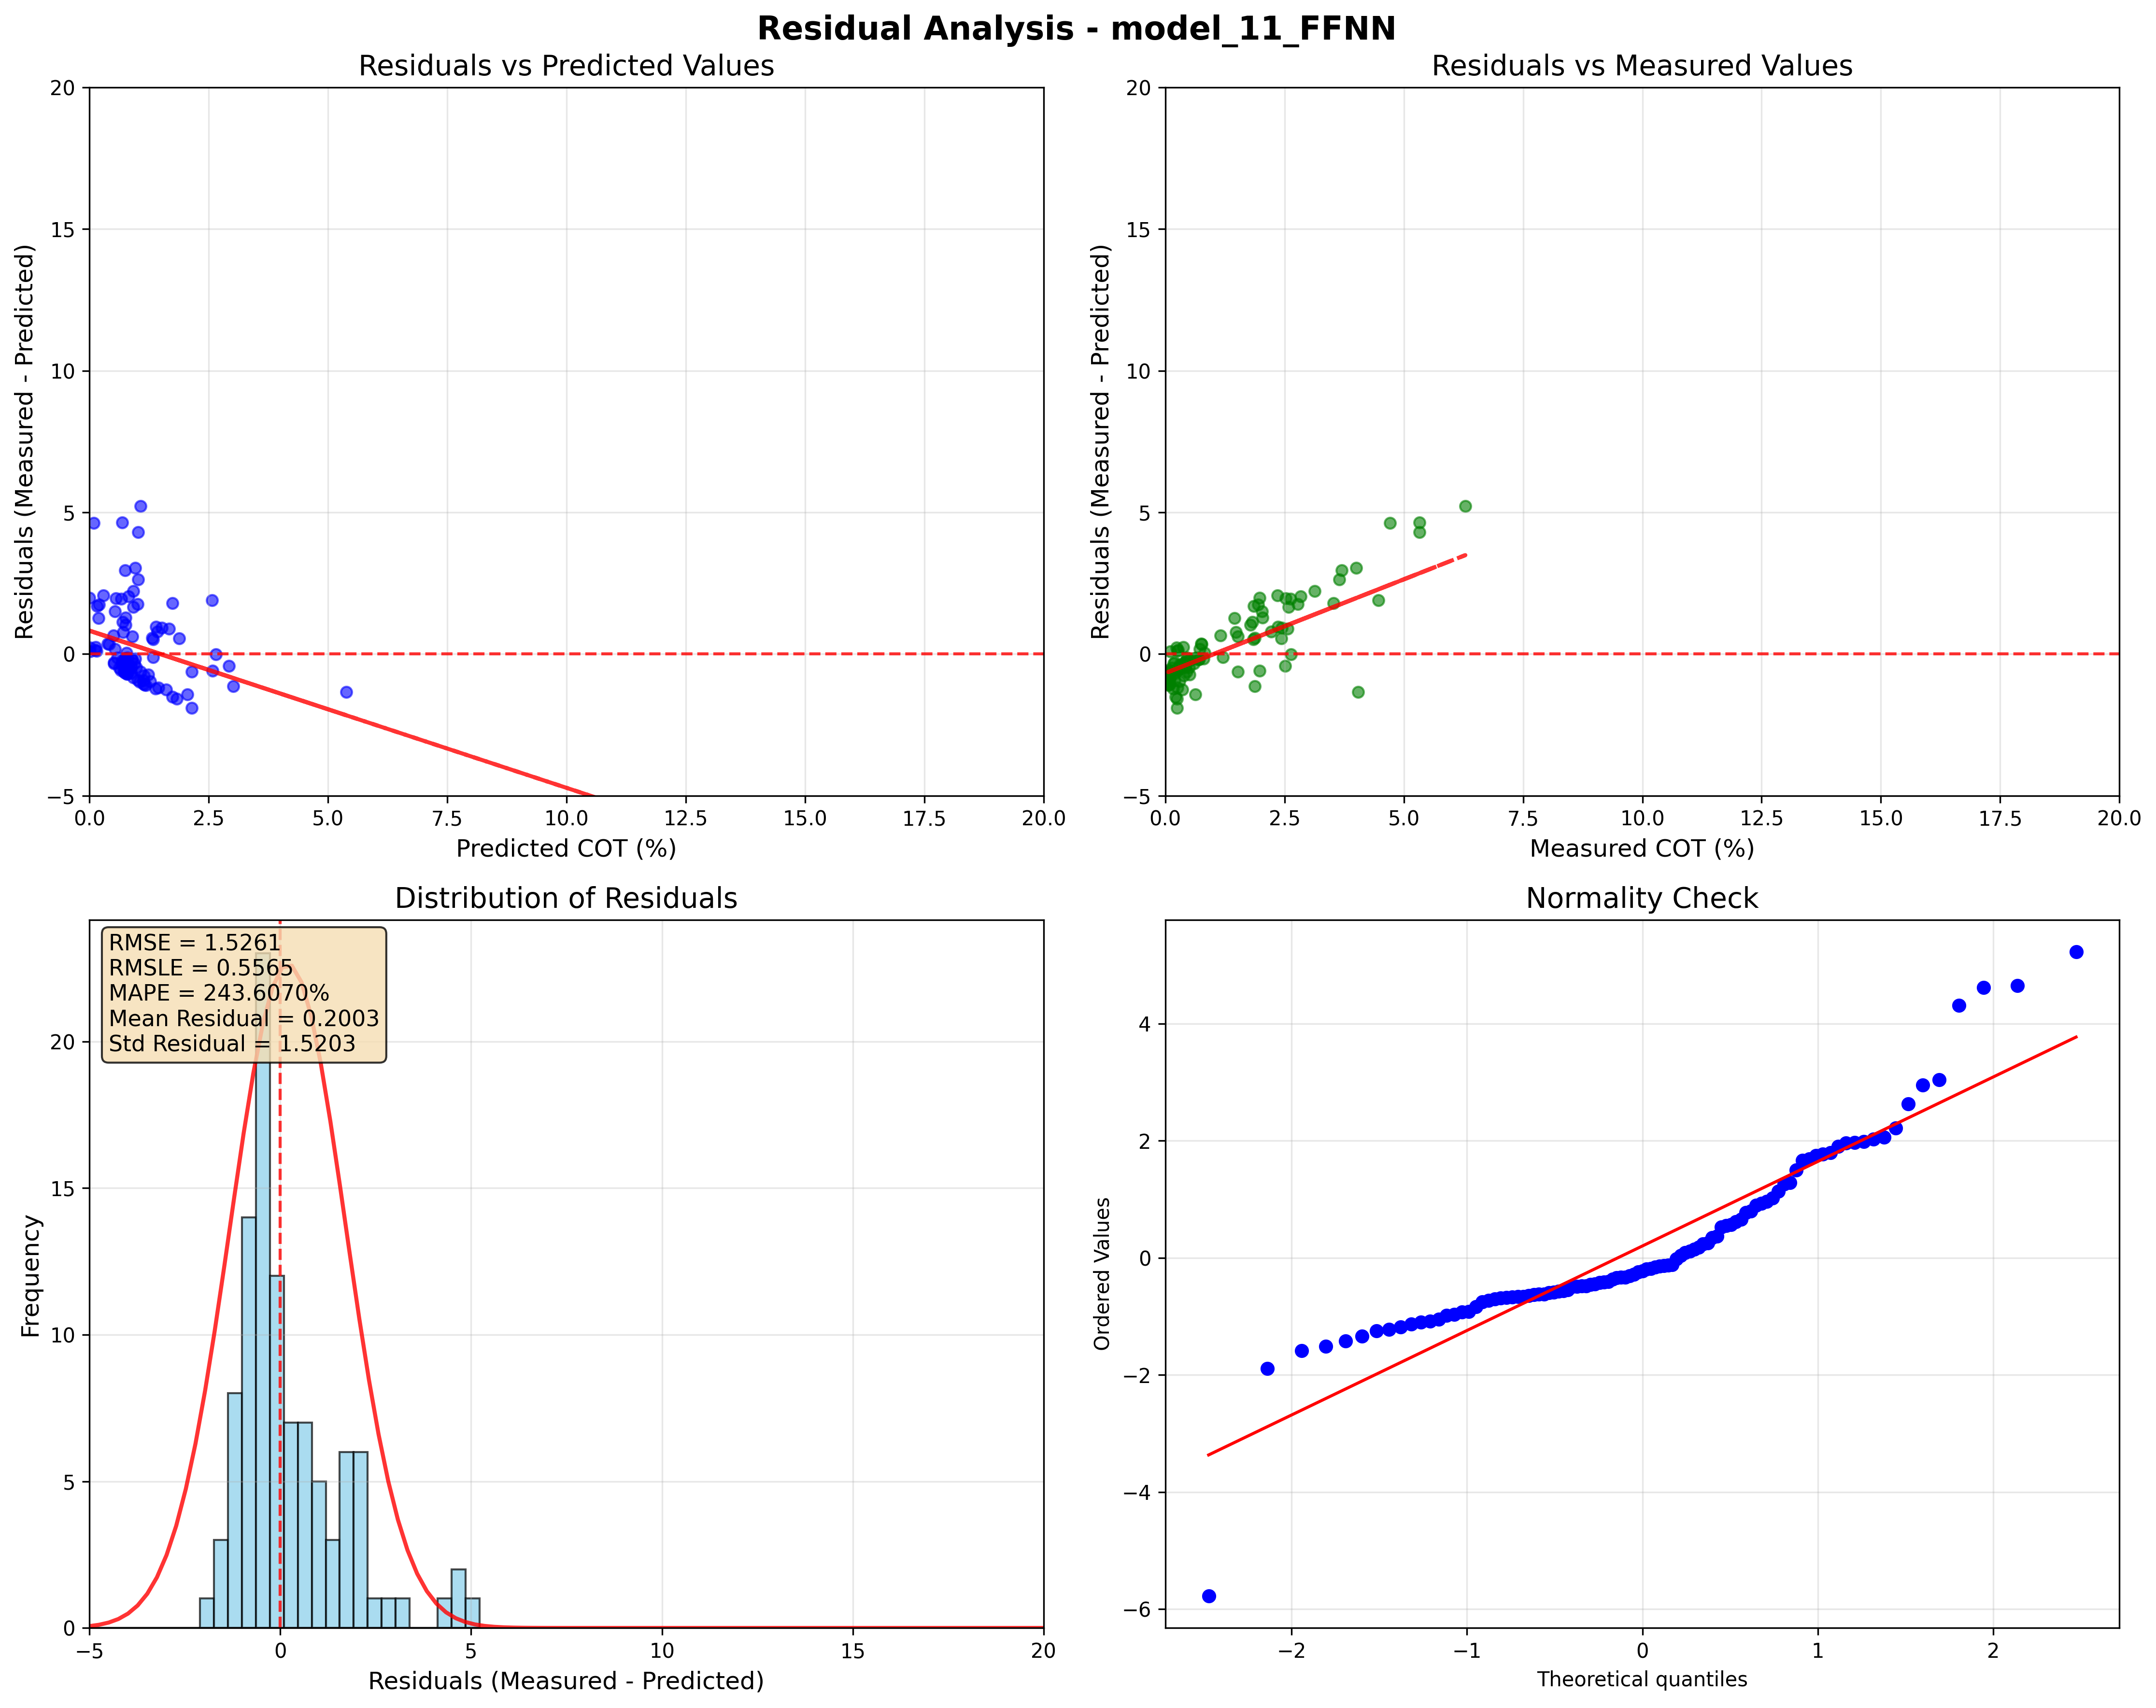 Residual Analysis - model_11_FFNN
Residuals vs Predicted Values
20
15
10
5
0
−5
0.0 2.5 5.0 7.5 10.0 12.5 15.0 17.5 20.0
Residuals (Measured - Predicted)
Predicted COT (%)
Residuals vs Measured Values
20
15
10
5
0
−5
0.0 2.5 5.0 7.5 10.0 12.5 15.0 17.5 20.0
Residuals (Measured - Predicted)
Measured COT (%)
Distribution of Residuals
RMSE = 1.5261
RMSLE = 0.5565
MAPE = 243.6070%
Mean Residual = 0.2003
Std Residual = 1.5203
20
15
10
5
0
−5 0 5 10 15 20
Frequency
Residuals (Measured - Predicted)
Normality Check
4
2
0
−2
−4
−6
−2 −1 0 1 2
Ordered Values
Theoretical quantiles